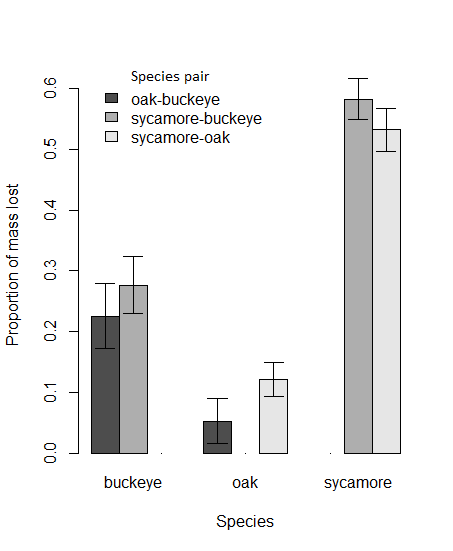 Species pair
oak-buckeye
sycamore-buckeye
sycamore-oak
Proportion of mass lost
0.6
0.5
0.4
0.3
0.2
0.1
0.0
buckeye oak sycamore
Species